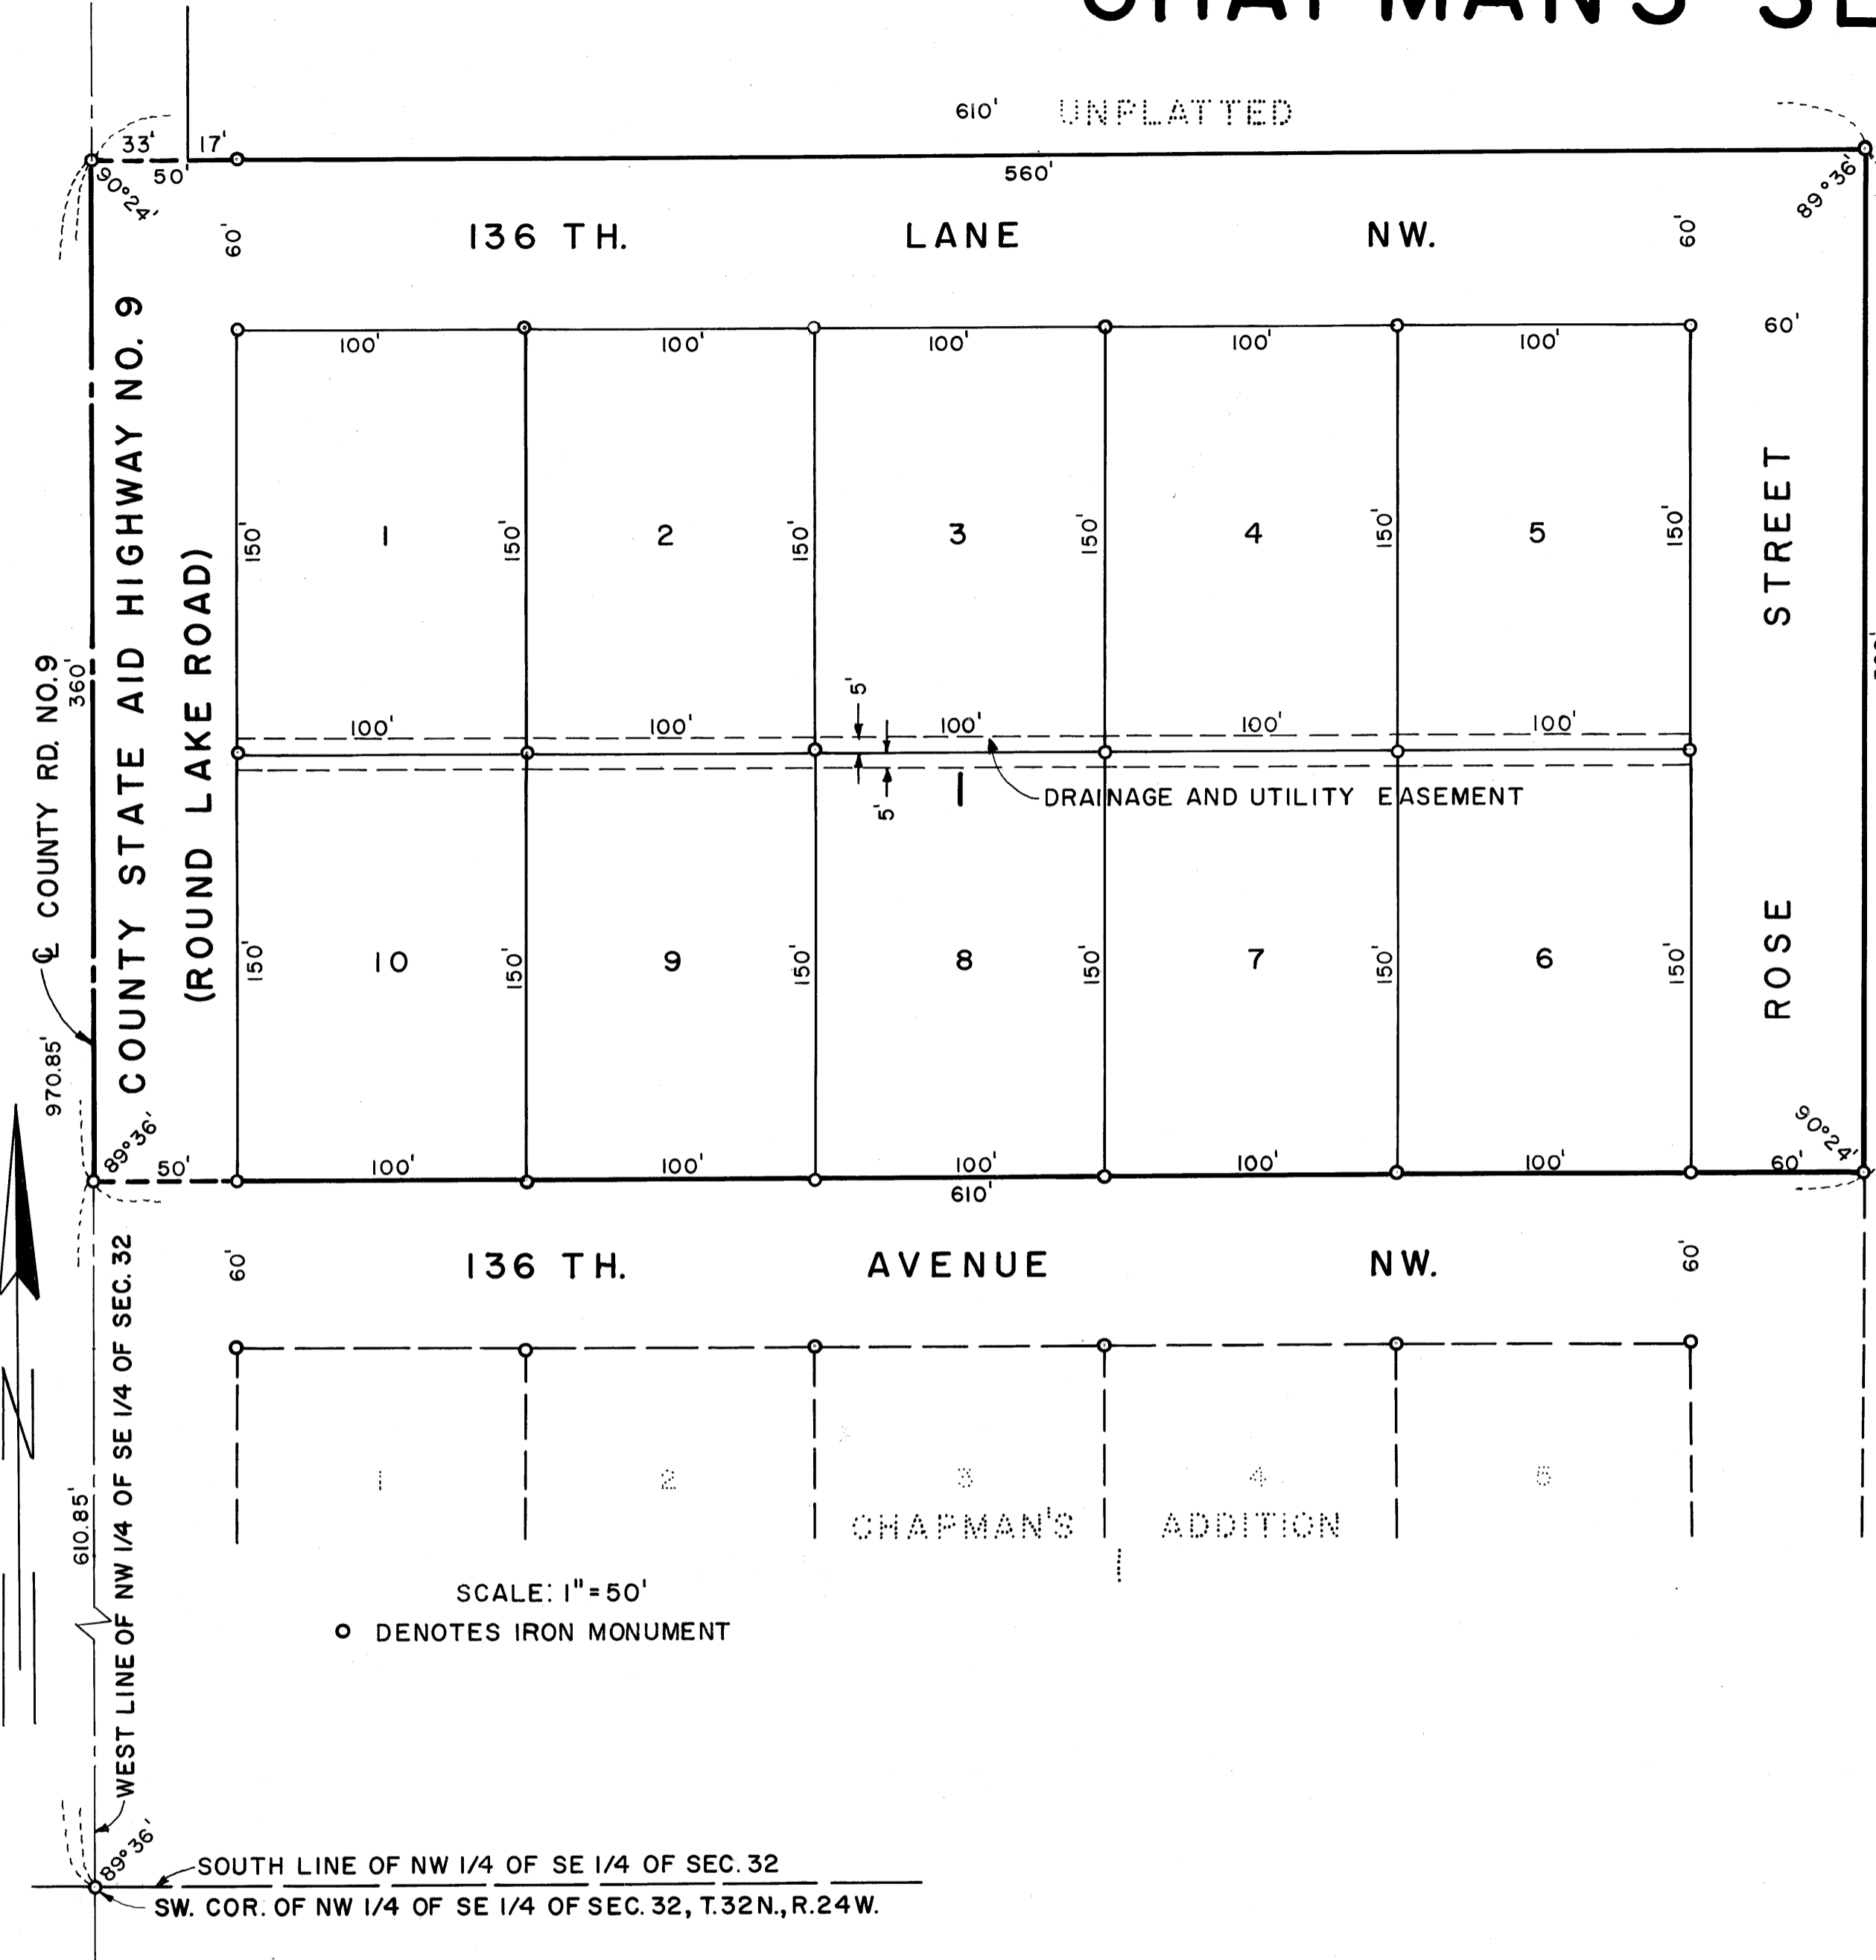 CHAPMAN'S SE
610' UNPLATTED
33' 17'
50' 560'
90°24' 89°36'
60' 136 TH. LANE NW. 60'
100' 100' 100' 100' 100' 60'
150' 1 150' 2 150' 3 150' 4 150' 5 150'
STREET
COUNTY STATE AID HIGHWAY NO. 9
(ROUND LAKE ROAD)
℄ COUNTY RD. NO. 9
360'
970.85'
5'
100' 100' 100' 100' 100'
5' 1 DRAINAGE AND UTILITY EASEMENT
150' 10 150' 9 150' 8 150' 7 150' 6 150'
ROSE
89°36' 90°24'
50' 100' 100' 100' 100' 100' 60'
610'
60' 136 TH. AVENUE NW. 60'
1 2 3 4 5
CHAPMAN'S ADDITION
1
610.85'
WEST LINE OF NW 1/4 OF SE 1/4 OF SEC. 32
N
SCALE: 1"=50'
DENOTES IRON MONUMENT
89°36'
SOUTH LINE OF NW 1/4 OF SE 1/4 OF SEC. 32
SW. COR. OF NW 1/4 OF SE 1/4 OF SEC. 32, T.32N., R.24W.